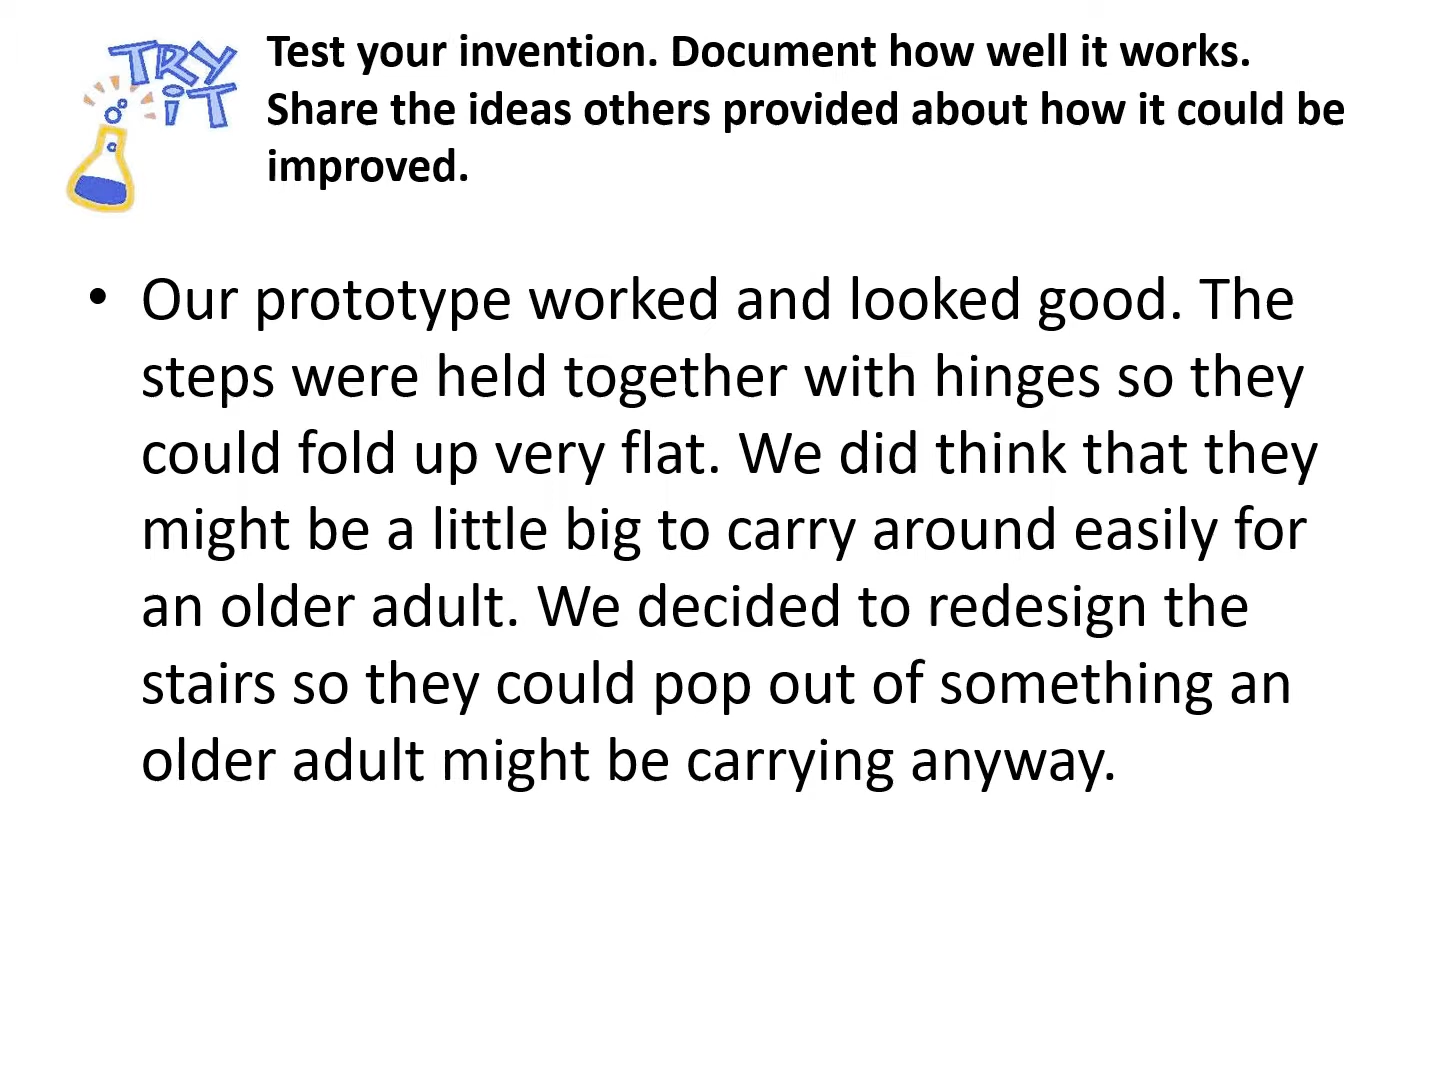 TRY
iT
Test your invention. Document how well it works.
Share the ideas others provided about how it could be
improved.
• Our prototype worked and looked good. The
steps were held together with hinges so they
could fold up very flat. We did think that they
might be a little big to carry around easily for
an older adult. We decided to redesign the
stairs so they could pop out of something an
older adult might be carrying anyway.